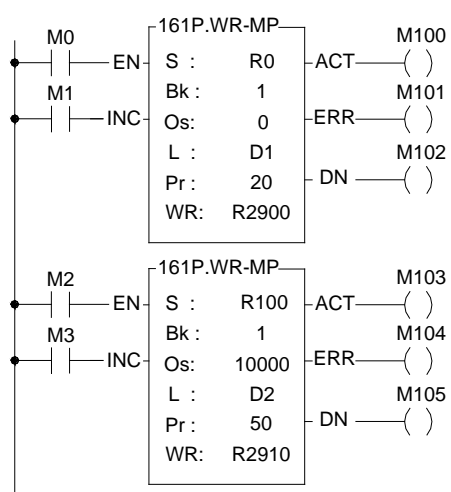 161P.WR-MP
M0 EN S : R0 ACT M100
Bk : 1
M1 INC Os: 0 ERR M101
L : D1
Pr : 20 DN M102
WR: R2900
161P.WR-MP
M2 EN S : R100 ACT M103
Bk : 1
M3 INC Os: 10000 ERR M104
L : D2
Pr : 50 DN M105
WR: R2910